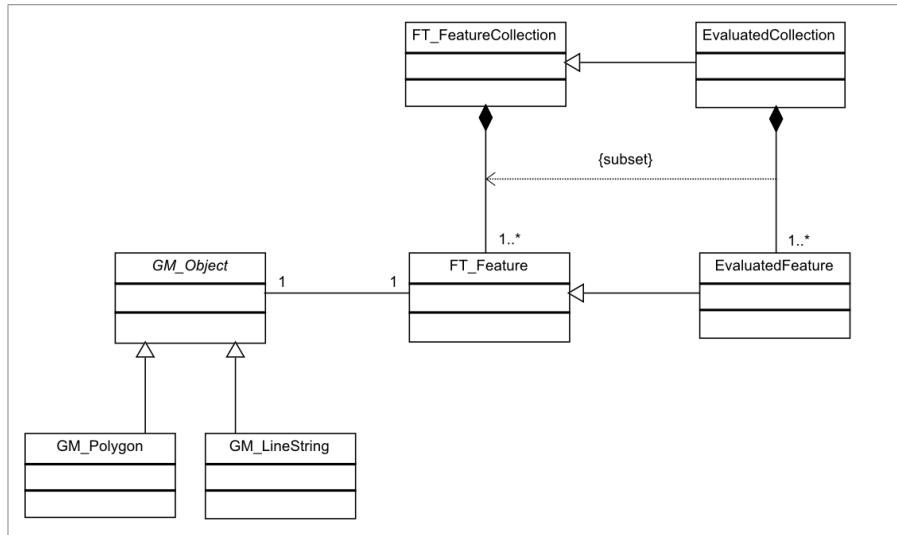 FT_FeatureCollection
EvaluatedCollection
{subset}
1..*
1..*
GM_Object
1
1
FT_Feature
EvaluatedFeature
GM_Polygon
GM_LineString